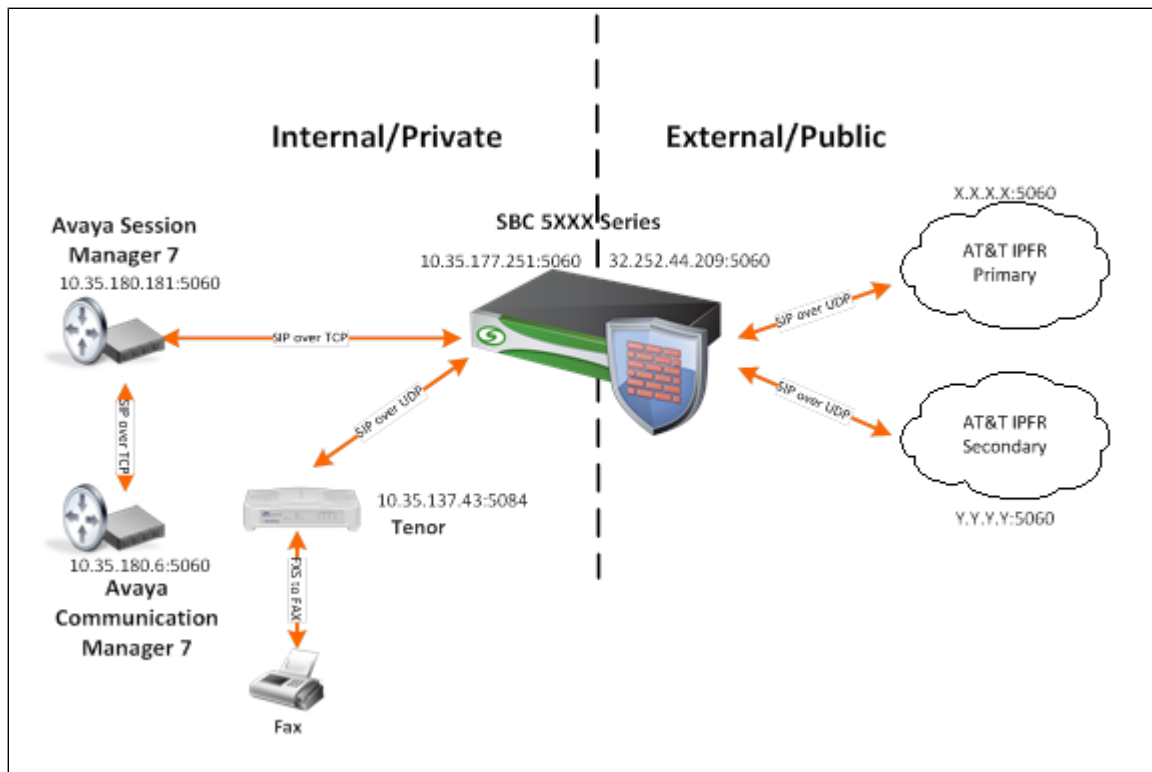 Internal/Private
External/Public
SBC 5XXX Series
10.35.177.251:5060
32.252.44.209:5060
Avaya Session
Manager 7
10.35.180.181:5060
SIP over TCP
SIP over TCP
10.35.180.6:5060
Avaya
Communication
Manager 7
SIP over UDP
10.35.137.43:5084
Tenor
FXS to FAX
Fax
SIP over UDP
X.X.X.X:5060
AT&T IPFR
Primary
SIP over UDP
AT&T IPFR
Secondary
Y.Y.Y.Y:5060